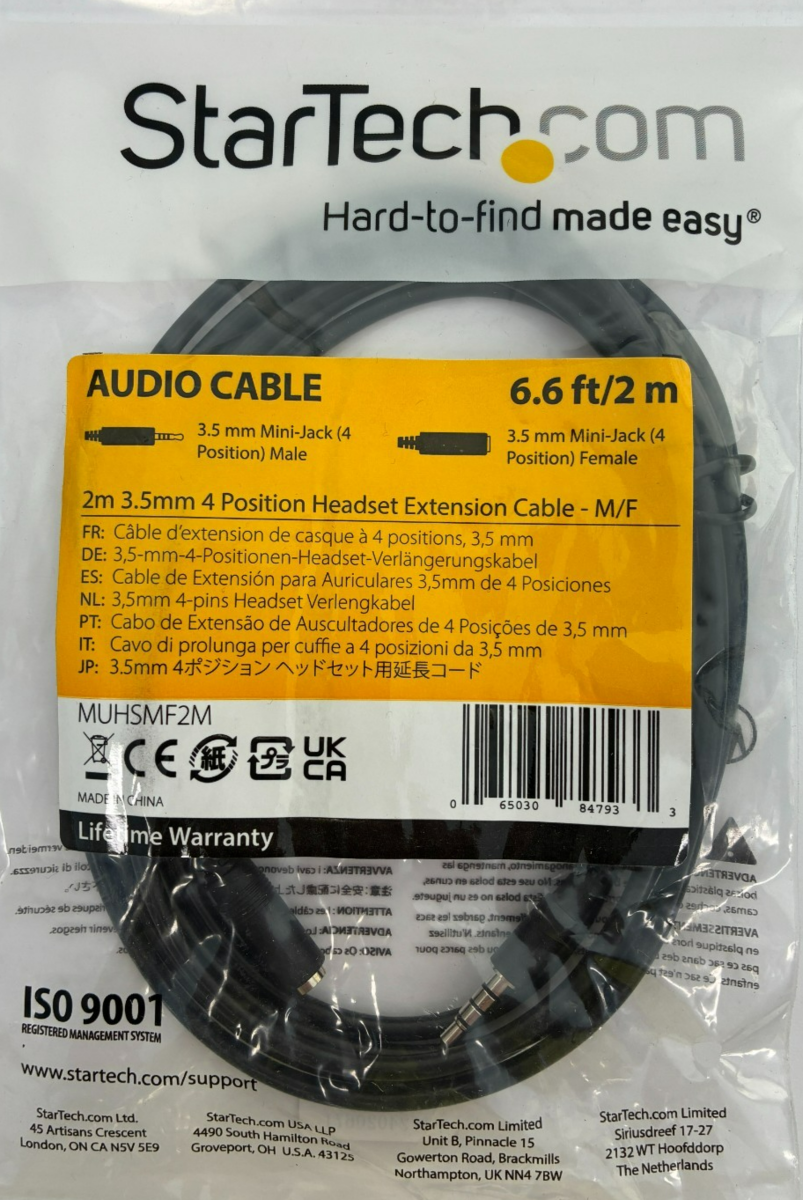 StarTech.com
Hard-to-find made easy®
AUDIO CABLE
6.6 ft/2 m
3.5 mm Mini-Jack (4
Position) Male
3.5 mm Mini-Jack (4
Position) Female
2m 3.5mm 4 Position Headset Extension Cable - M/F
FR: Câble d'extension de casque à 4 positions, 3,5 mm
DE: 3,5-mm-4-Positionen-Headset-Verlängerungskabel
ES: Cable de Extensión para Auriculares 3,5mm de 4 Posiciones
NL: 3,5mm 4-pins Headset Verlengkabel
PT: Cabo de Extensão de Auscultadores de 4 Posições de 3,5 mm
IT: Cavo di prolunga per cuffie a 4 posizioni da 3,5 mm
JP: 3.5mm 4ポジション ヘッドセット用延長コード
MUHSMF2M
CE 紙 プラ UK
CA
MADE IN CHINA
0 65030 84793 3
Lifetime Warranty
ISO 9001
REGISTERED MANAGEMENT SYSTEM
www.startech.com/support
StarTech.com Ltd.
45 Artisans Crescent
London, ON CA N5V 5E9
StarTech.com USA LLP
4490 South Hamilton Road
Groveport, OH U.S.A. 43125
StarTech.com Limited
Unit B, Pinnacle 15
Gowerton Road, Brackmills
Northampton, UK NN4 7BW
StarTech.com Limited
Siriusdreef 17-27
2132 WT Hoofddorp
The Netherlands